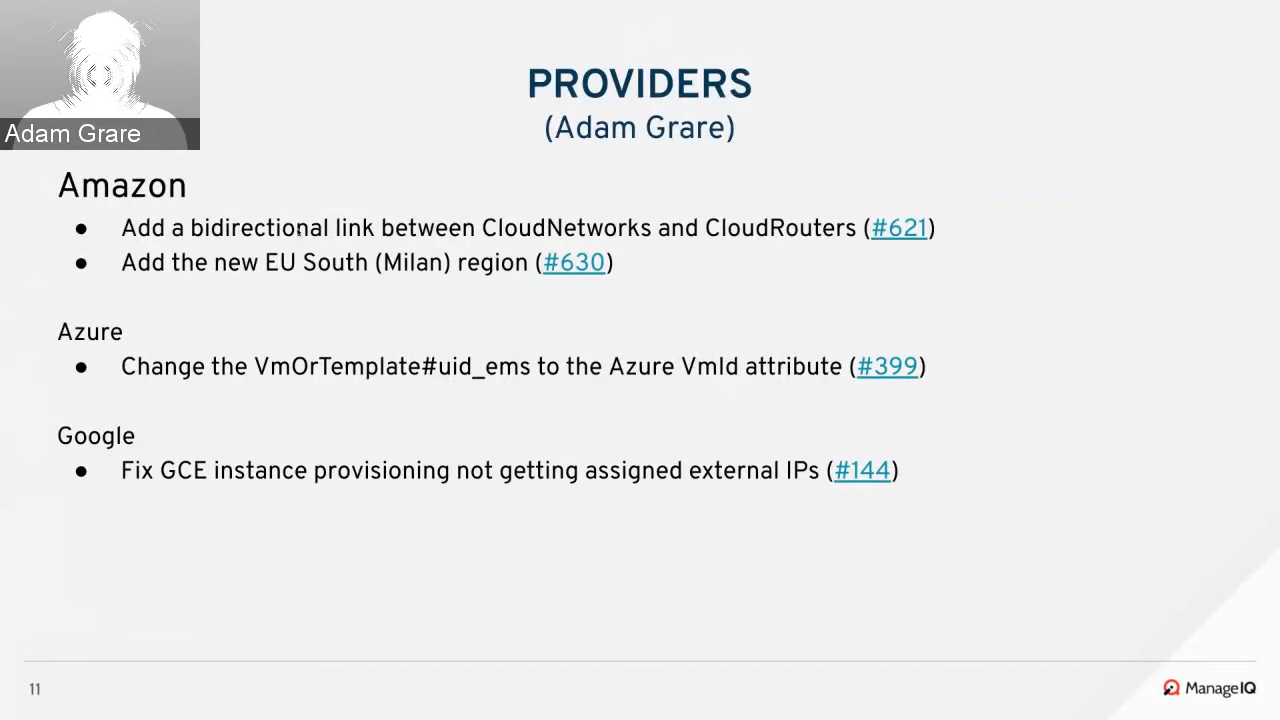 Adam Grare
PROVIDERS
(Adam Grare)
Amazon
● Add a bidirectional link between CloudNetworks and CloudRouters (#621)
● Add the new EU South (Milan) region (#630)
Azure
● Change the VmOrTemplate#uid_ems to the Azure VmId attribute (#399)
Google
● Fix GCE instance provisioning not getting assigned external IPs (#144)
11
ManageIQ